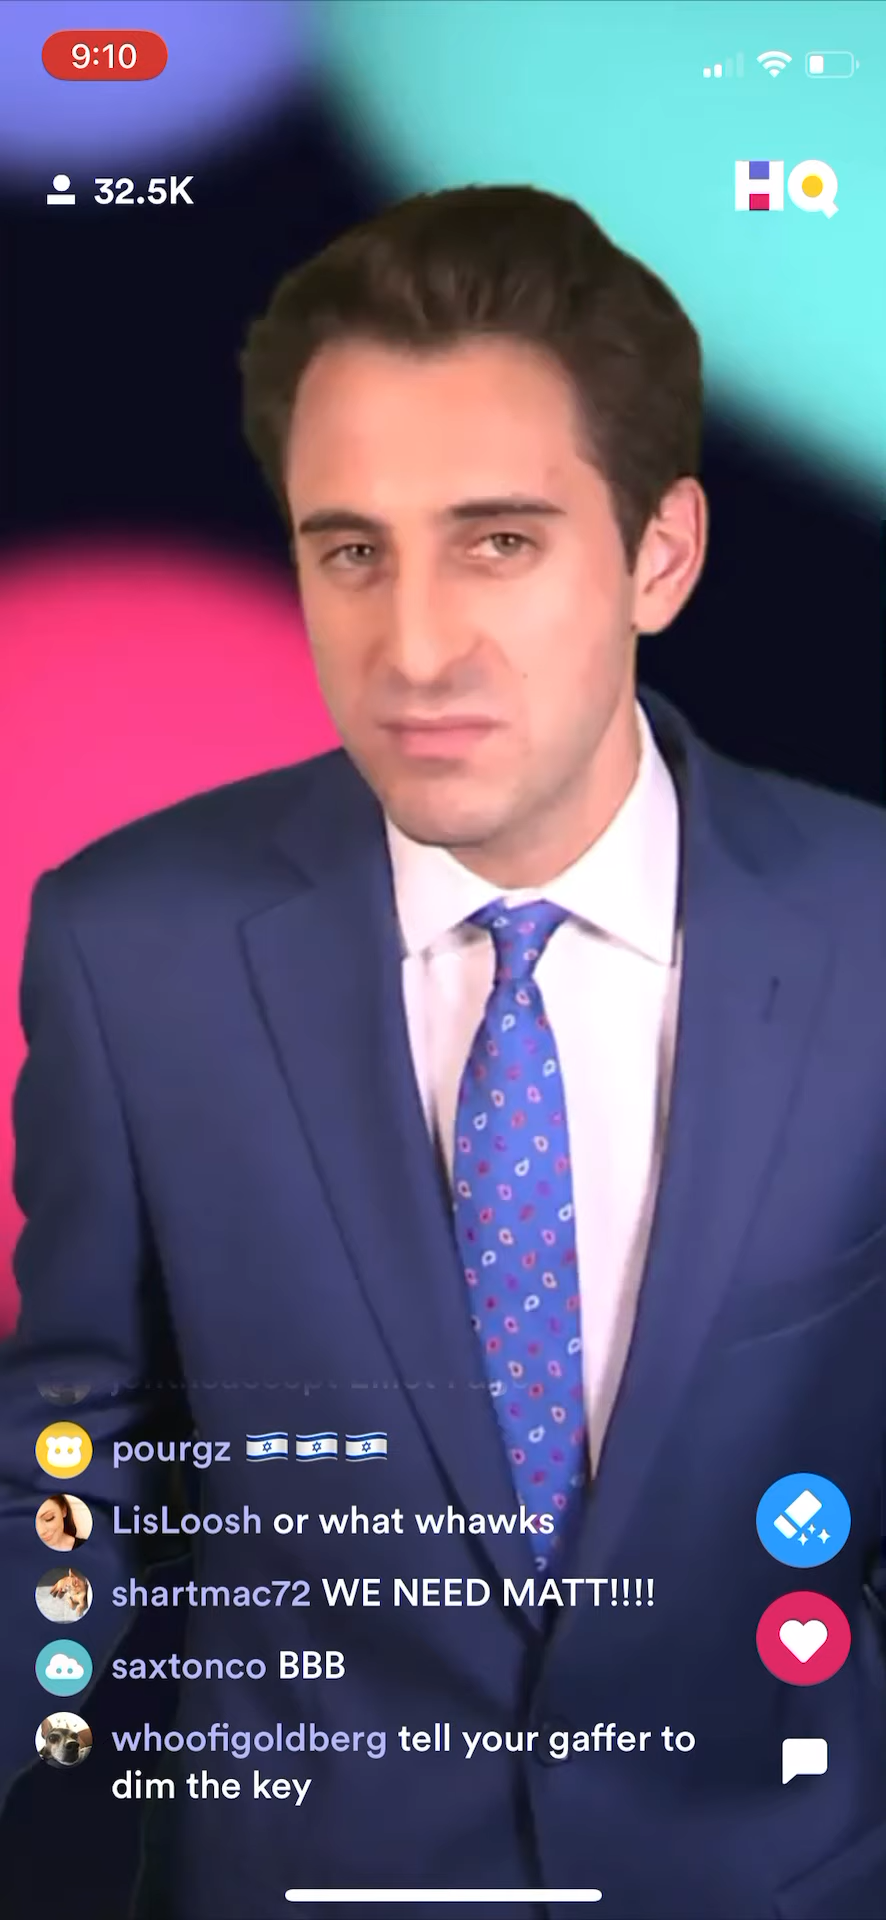 9:10
32.5K
HQ
pourgz 🇮🇱🇮🇱🇮🇱
LisLoosh or what whawks
shartmac72 WE NEED MATT!!!!
saxtonco BBB
whoofigoldberg tell your gaffer to
dim the key